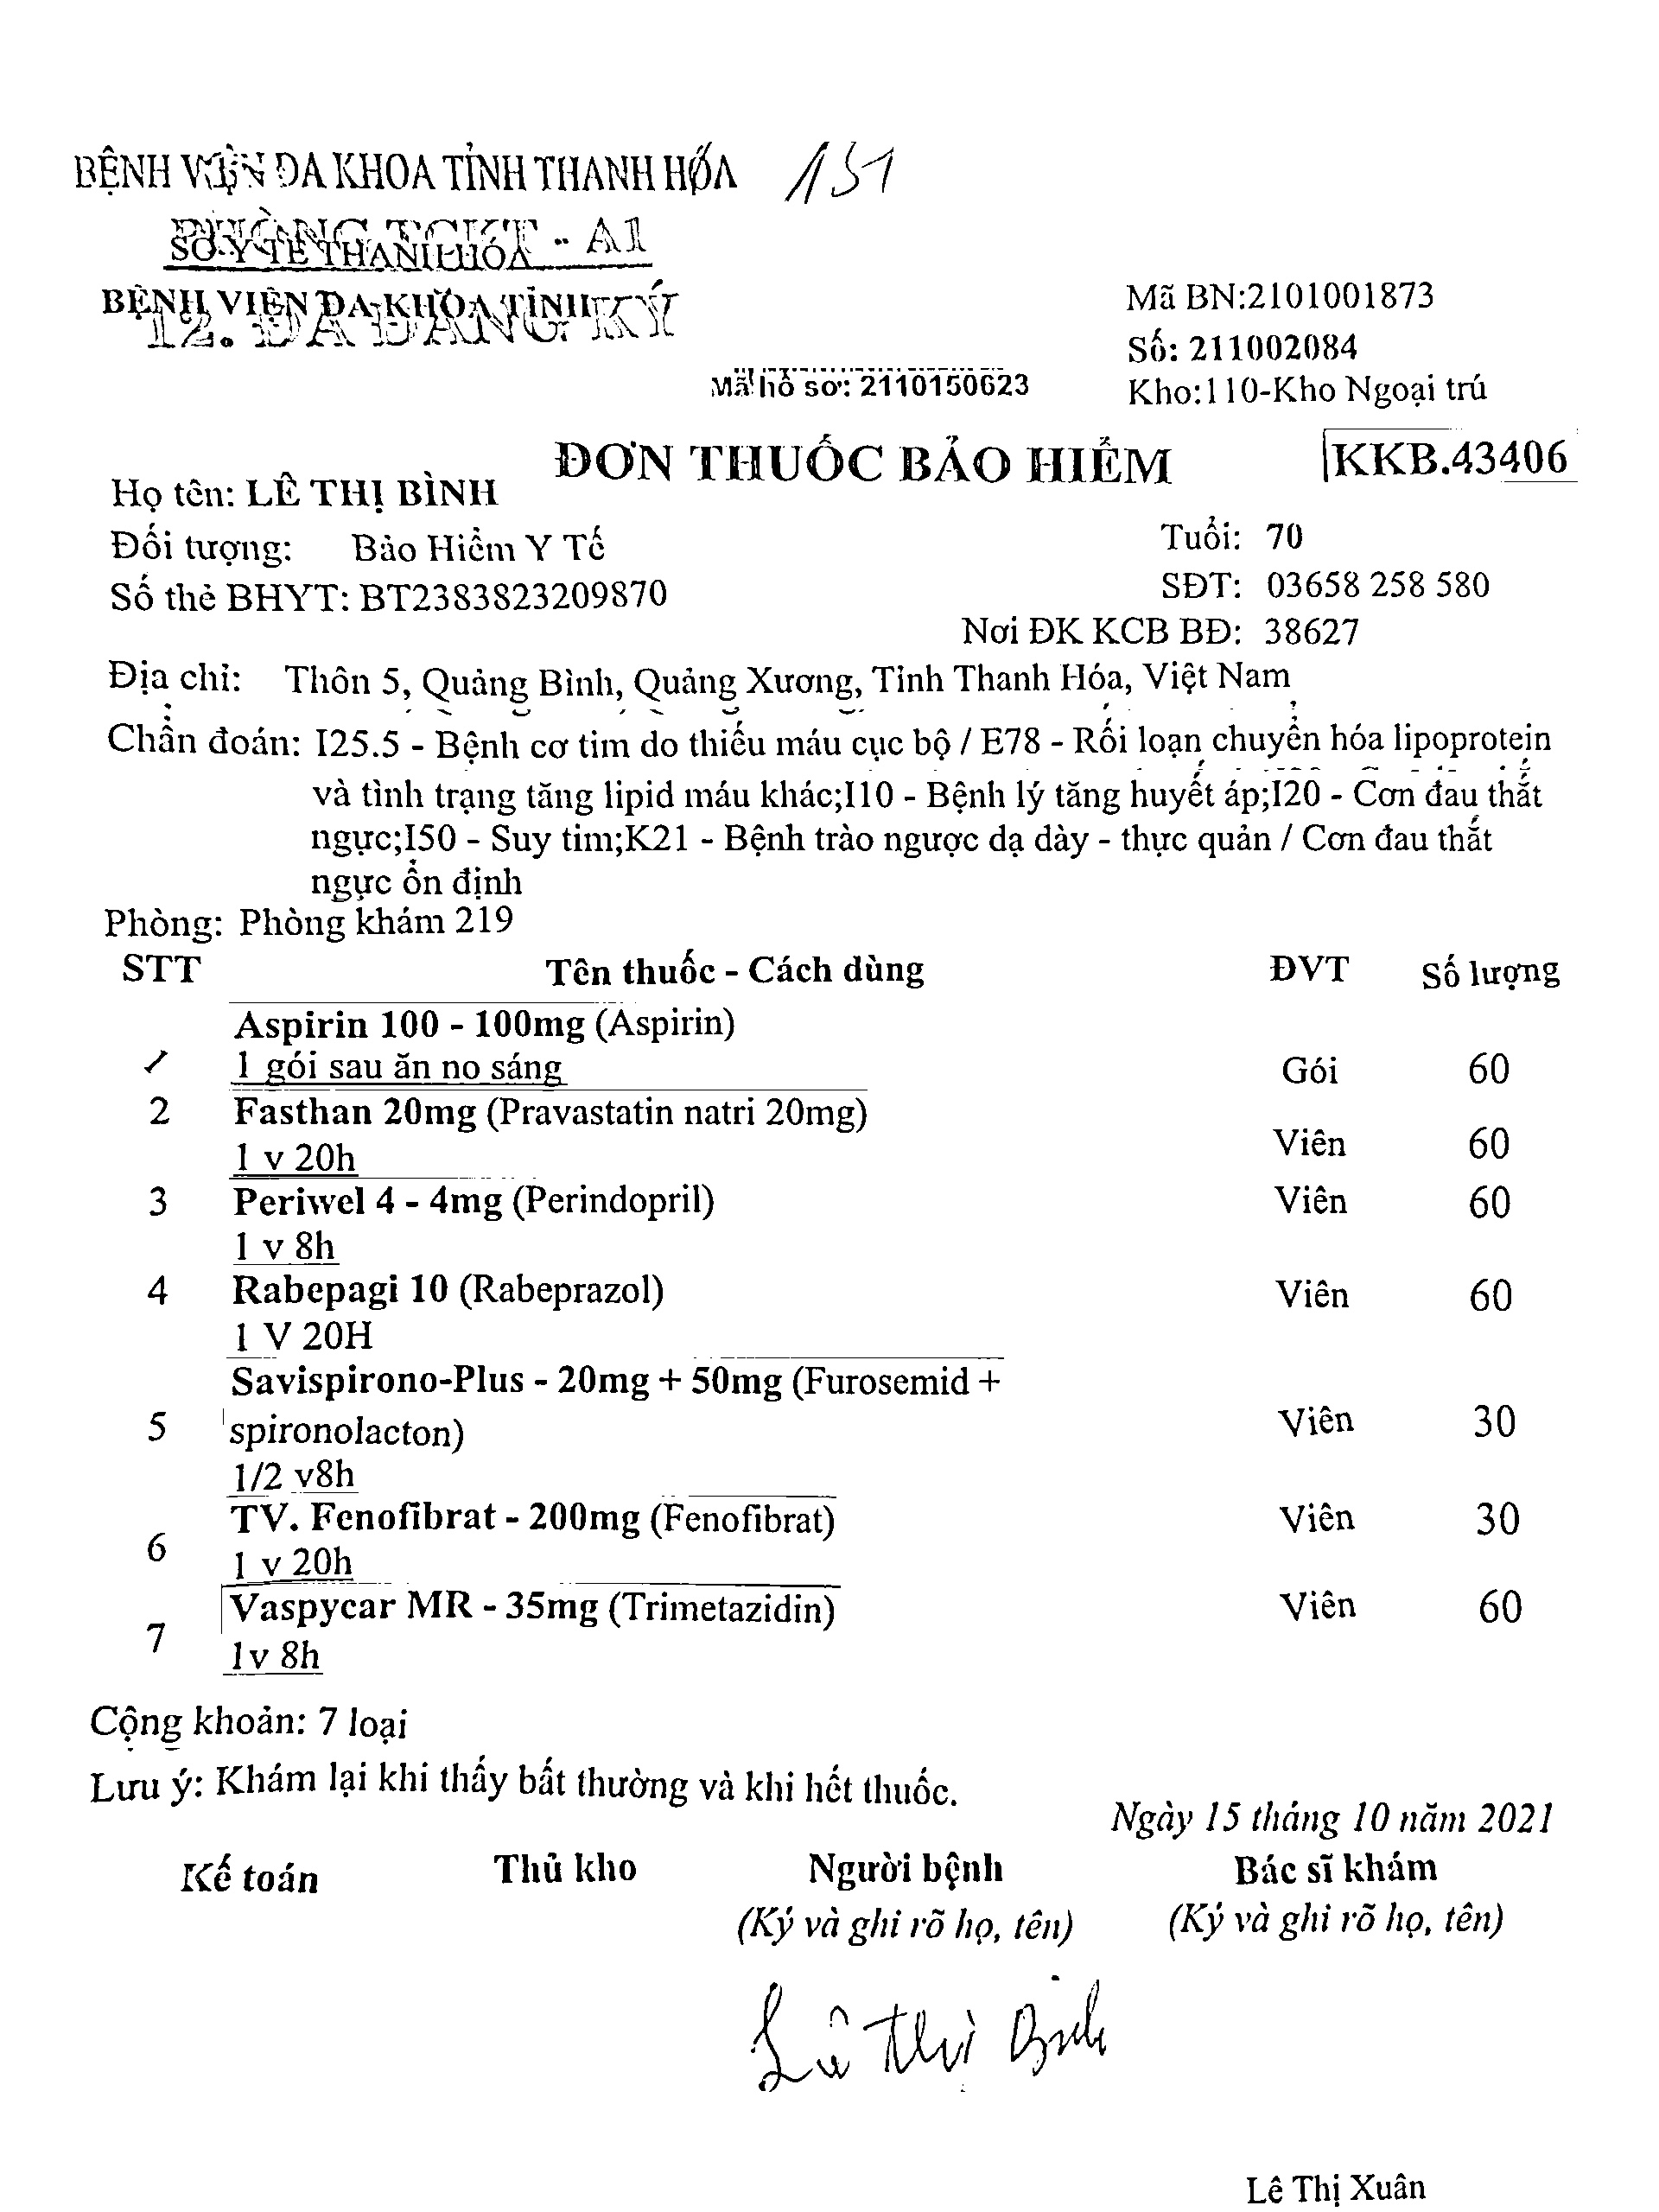 BỆNH VIỆN ĐA KHOA TỈNH THANH HÓA 151
PHÒNG TCKT - A1
SỞ Y TẾ THANH HÓA
BỆNH VIỆN ĐA KHOA TỈNH
12. ĐÃ ĐĂNG KÝ
Mã BN:2101001873
Số: 211002084
Mã hồ sơ: 2110150623
Kho:110-Kho Ngoại trú
ĐƠN THUỐC BẢO HIỂM
KKB.43406
Họ tên: LÊ THỊ BÌNH
Đối tượng: Bảo Hiểm Y Tế
Tuổi: 70
Số thẻ BHYT: BT2383823209870
SĐT: 03658 258 580
Nơi ĐK KCB BĐ: 38627
Địa chỉ: Thôn 5, Quảng Bình, Quảng Xương, Tỉnh Thanh Hóa, Việt Nam
Chẩn đoán: I25.5 - Bệnh cơ tim do thiếu máu cục bộ / E78 - Rối loạn chuyển hóa lipoprotein
và tình trạng tăng lipid máu khác;I10 - Bệnh lý tăng huyết áp;I20 - Cơn đau thắt
ngực;I50 - Suy tim;K21 - Bệnh trào ngược dạ dày - thực quản / Cơn đau thắt
ngực ổn định
Phòng: Phòng khám 219
STT Tên thuốc - Cách dùng ĐVT Số lượng
Aspirin 100 - 100mg (Aspirin)
1 1 gói sau ăn no sáng Gói 60
2 Fasthan 20mg (Pravastatin natri 20mg)
1 v 20h Viên 60
3 Periwel 4 - 4mg (Perindopril) Viên 60
1 v 8h
4 Rabepagi 10 (Rabeprazol) Viên 60
1 V 20H
Savispirono-Plus - 20mg + 50mg (Furosemid +
5 spironolacton) Viên 30
1/2 v8h
TV. Fenofibrat - 200mg (Fenofibrat) Viên 30
6 1 v 20h
Vaspycar MR - 35mg (Trimetazidin) Viên 60
7 1v 8h
Cộng khoản: 7 loại
Lưu ý: Khám lại khi thấy bất thường và khi hết thuốc.
Ngày 15 tháng 10 năm 2021
Kế toán Thủ kho Người bệnh Bác sĩ khám
(Ký và ghi rõ họ, tên) (Ký và ghi rõ họ, tên)
Lê Thị Bình
Lê Thị Xuân